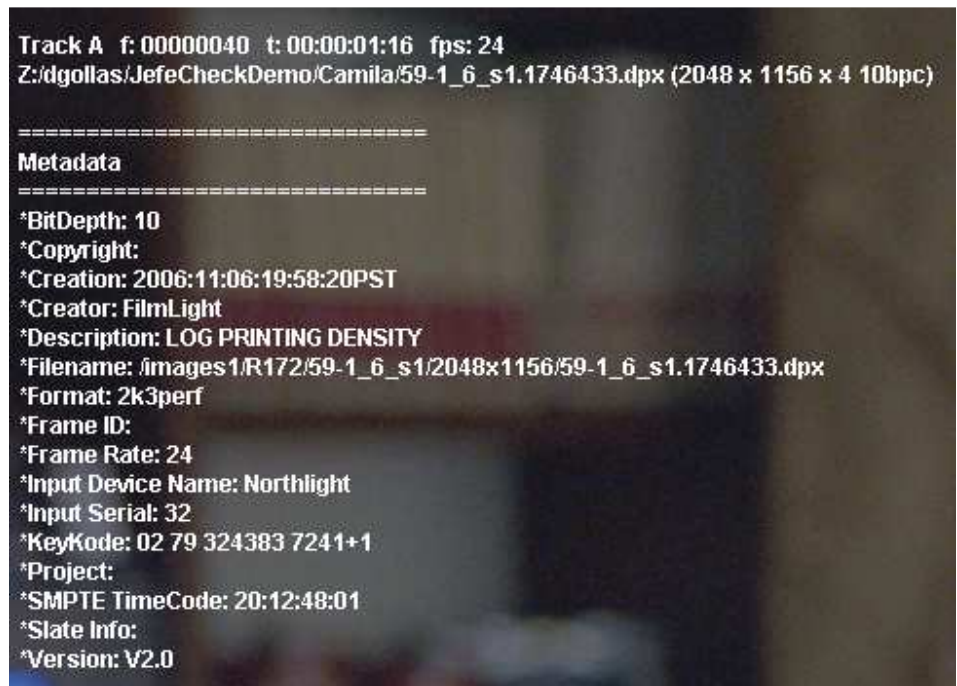 Track A f: 00000040 t: 00:00:01:16 fps: 24
Z:/dgollas/JefeCheckDemo/Camila/59-1_6_s1.1746433.dpx (2048 x 1156 x 4 10bpc)
==============================
Metadata
==============================
*BitDepth: 10
*Copyright:
*Creation: 2006:11:06:19:58:20PST
*Creator: FilmLight
*Description: LOG PRINTING DENSITY
*Filename: /images1/R172/59-1_6_s1/2048x1156/59-1_6_s1.1746433.dpx
*Format: 2k3perf
*Frame ID:
*Frame Rate: 24
*Input Device Name: Northlight
*Input Serial: 32
*KeyKode: 02 79 324383 7241+1
*Project:
*SMPTE TimeCode: 20:12:48:01
*Slate Info:
*Version: V2.0